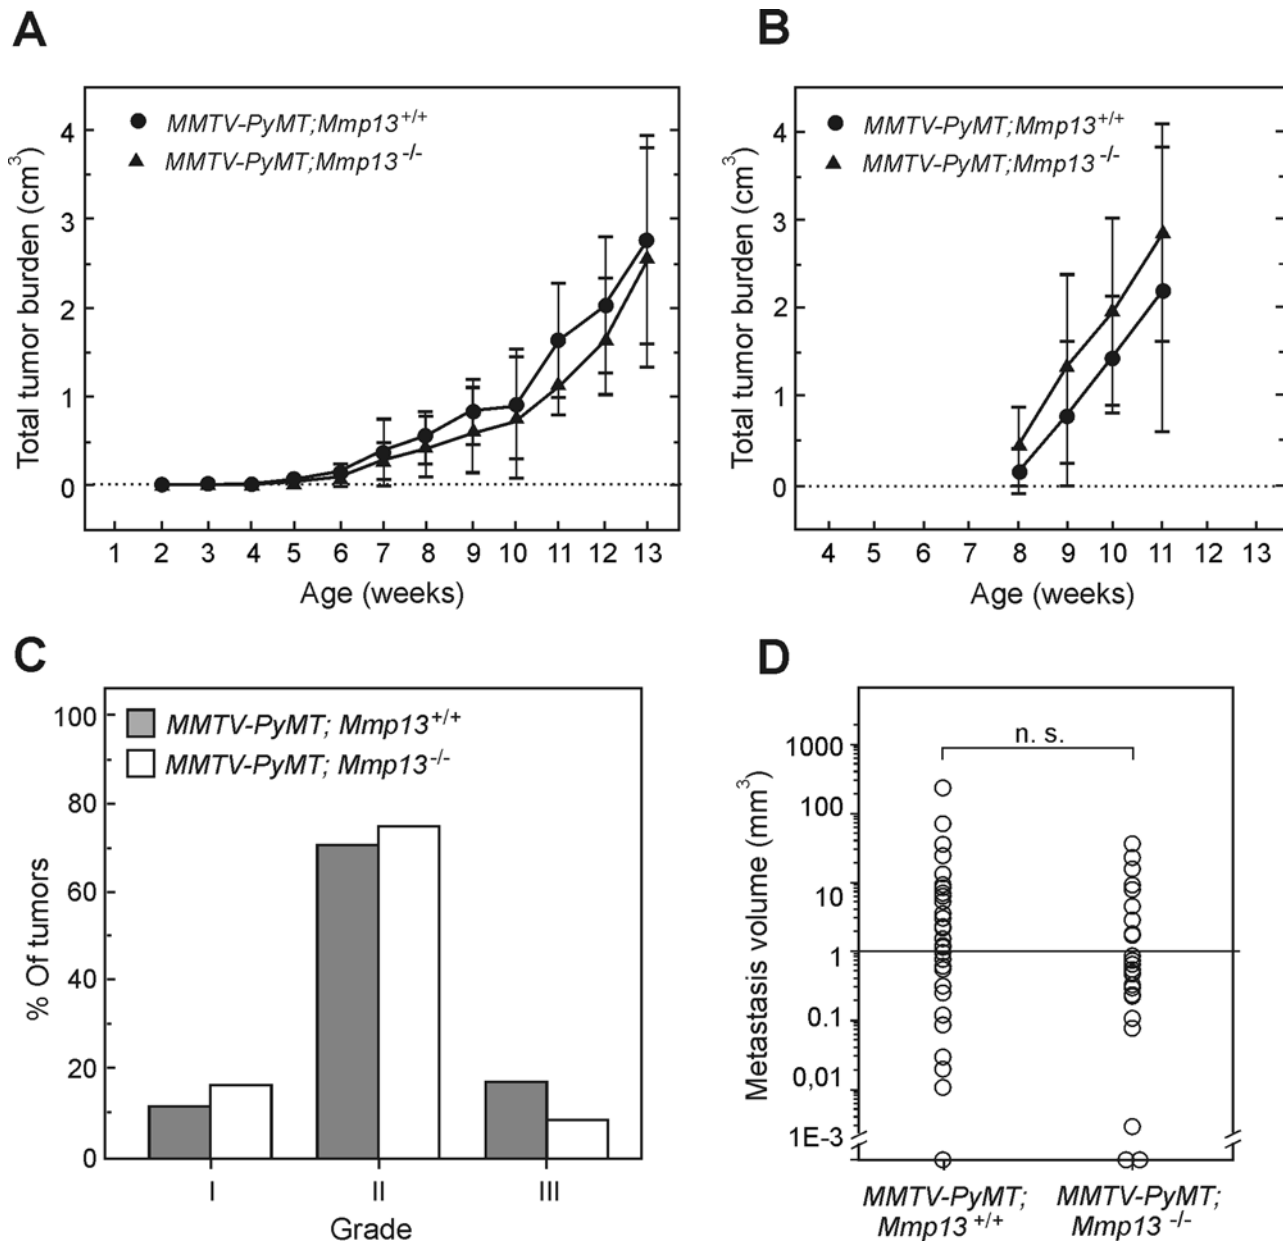 A
MMTV-PyMT;Mmp13+/+
MMTV-PyMT;Mmp13-/-
Total tumor burden (cm3)
4
3
2
1
0
1 2 3 4 5 6 7 8 9 10 11 12 13
Age (weeks)
B
MMTV-PyMT;Mmp13+/+
MMTV-PyMT;Mmp13-/-
Total tumor burden (cm3)
4
3
2
1
0
4 5 6 7 8 9 10 11 12 13
Age (weeks)
C
MMTV-PyMT; Mmp13+/+
MMTV-PyMT; Mmp13-/-
% Of tumors
100
80
60
40
20
0
I II III
Grade
D
n. s.
Metastasis volume (mm3)
1000
100
10
1
0.1
0,01
1E-3
MMTV-PyMT;
Mmp13 +/+
MMTV-PyMT;
Mmp13 -/-